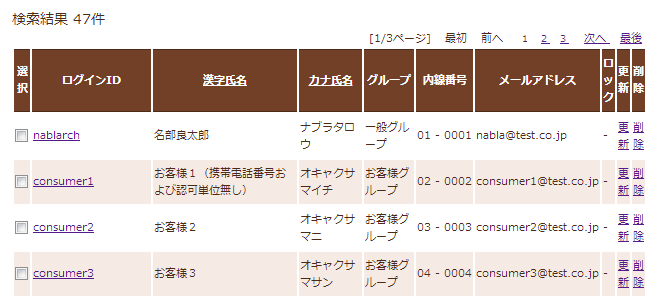 検索結果 47件
[1/3ページ] 最初 前へ 1 2 3 次へ 最後
選択 ログインID 漢字氏名 カナ氏名 グループ 内線番号 メールアドレス ロック 更新 削除
nablarch 名部良太郎 ナブラタロウ 一般グループ 01 - 0001 nabla@test.co.jp - 更新 削除
consumer1 お客様１（携帯電話番号および認可単位無し） オキャクサマイチ お客様グループ 02 - 0002 consumer1@test.co.jp - 更新 削除
consumer2 お客様２ オキャクサマニ お客様グループ 03 - 0003 consumer2@test.co.jp - 更新 削除
consumer3 お客様３ オキャクサマサン お客様グループ 04 - 0004 consumer3@test.co.jp - 更新 削除